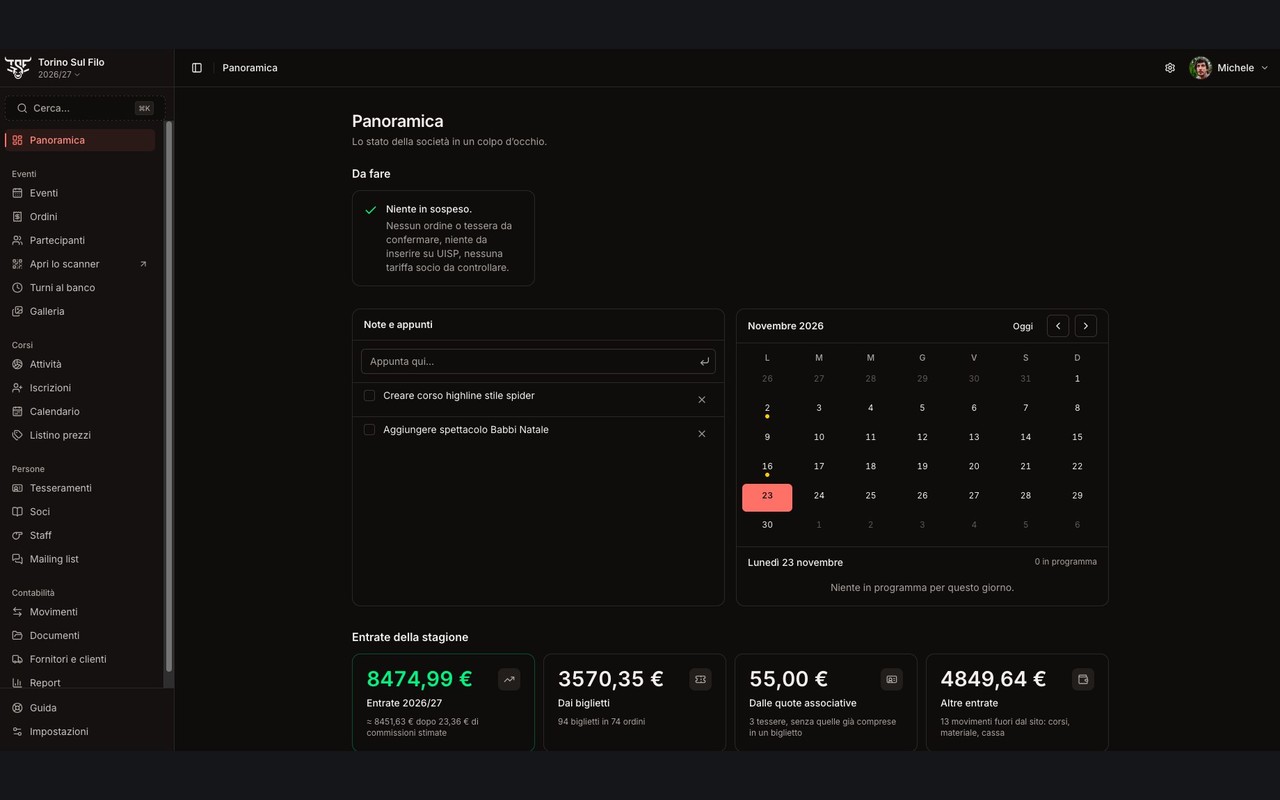 TSF
Torino Sul Filo
2026/27
Panoramica
Michele
Cerca...
⌘K
Panoramica
Eventi
Eventi
Ordini
Partecipanti
Apri lo scanner
Turni al banco
Galleria
Corsi
Attività
Iscrizioni
Calendario
Listino prezzi
Persone
Tesseramenti
Soci
Staff
Mailing list
Contabilità
Movimenti
Documenti
Fornitori e clienti
Report
Guida
Impostazioni
Panoramica
Lo stato della società in un colpo d'occhio.
Da fare
Niente in sospeso.
Nessun ordine o tessera da
confermare, niente da
inserire su UISP, nessuna
tariffa socio da controllare.
Note e appunti
Appunta qui...
Creare corso highline stile spider
Aggiungere spettacolo Babbi Natale
Novembre 2026
Oggi
L M M G V S D
26 27 28 29 30 31 1
2 3 4 5 6 7 8
9 10 11 12 13 14 15
16 17 18 19 20 21 22
23 24 25 26 27 28 29
30 1 2 3 4 5 6
Lunedì 23 novembre
0 in programma
Niente in programma per questo giorno.
Entrate della stagione
8474,99 €
Entrate 2026/27
≈ 8451,63 € dopo 23,36 € di
commissioni stimate
3570,35 €
Dai biglietti
94 biglietti in 74 ordini
55,00 €
Dalle quote associative
3 tessere, senza quelle già comprese
in un biglietto
4849,64 €
Altre entrate
13 movimenti fuori dal sito: corsi,
materiale, cassa